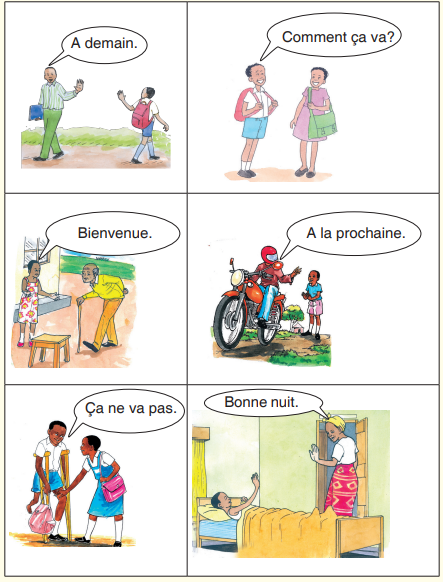 A demain.
Comment ça va?
Bienvenue.
A la prochaine.
Ça ne va pas.
Bonne nuit.